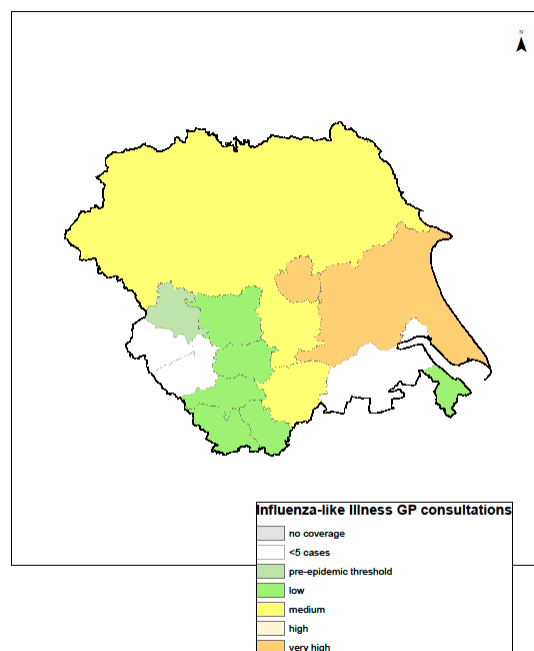 N
Influenza-like Illness GP consultations
no coverage
<5 cases
pre-epidemic threshold
low
medium
high
very high